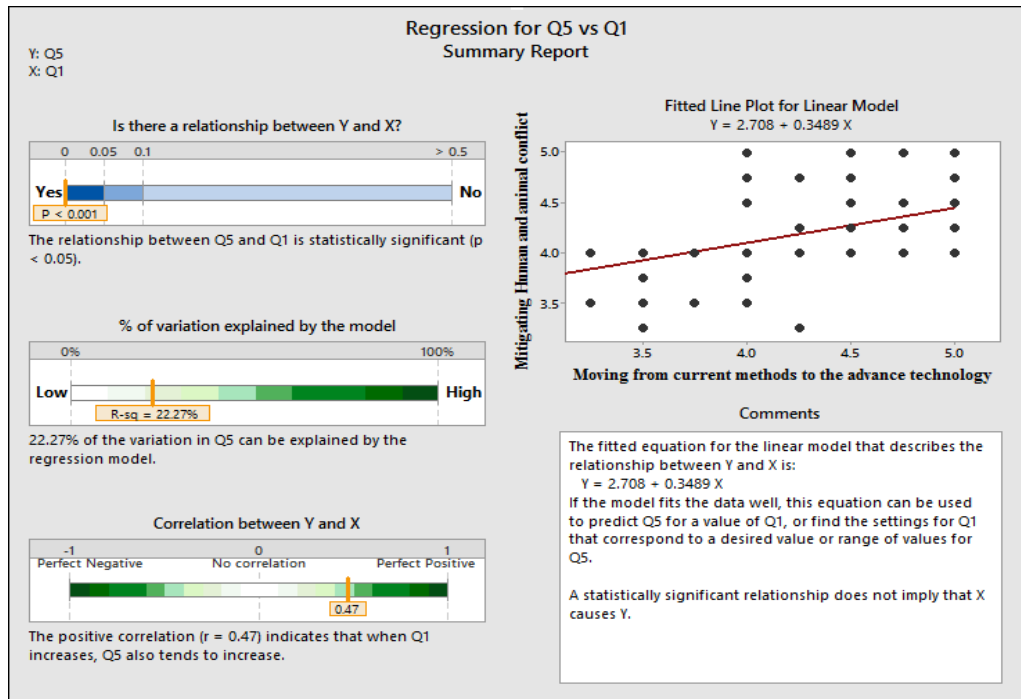 Regression for Q5 vs Q1
Summary Report
Y: Q5
X: Q1
Is there a relationship between Y and X?
0 0.05 0.1 > 0.5
Yes No
P < 0.001
The relationship between Q5 and Q1 is statistically significant (p
< 0.05).
% of variation explained by the model
0% 100%
Low High
R-sq = 22.27%
22.27% of the variation in Q5 can be explained by the
regression model.
Correlation between Y and X
-1 0 1
Perfect Negative No correlation Perfect Positive
0.47
The positive correlation (r = 0.47) indicates that when Q1
increases, Q5 also tends to increase.
Fitted Line Plot for Linear Model
Y = 2.708 + 0.3489 X
Mitigating Human and animal conflict
5.0
4.5
4.0
3.5
3.5 4.0 4.5 5.0
Moving from current methods to the advance technology
Comments
The fitted equation for the linear model that describes the
relationship between Y and X is:
Y = 2.708 + 0.3489 X
If the model fits the data well, this equation can be used
to predict Q5 for a value of Q1, or find the settings for Q1
that correspond to a desired value or range of values for
Q5.
A statistically significant relationship does not imply that X
causes Y.